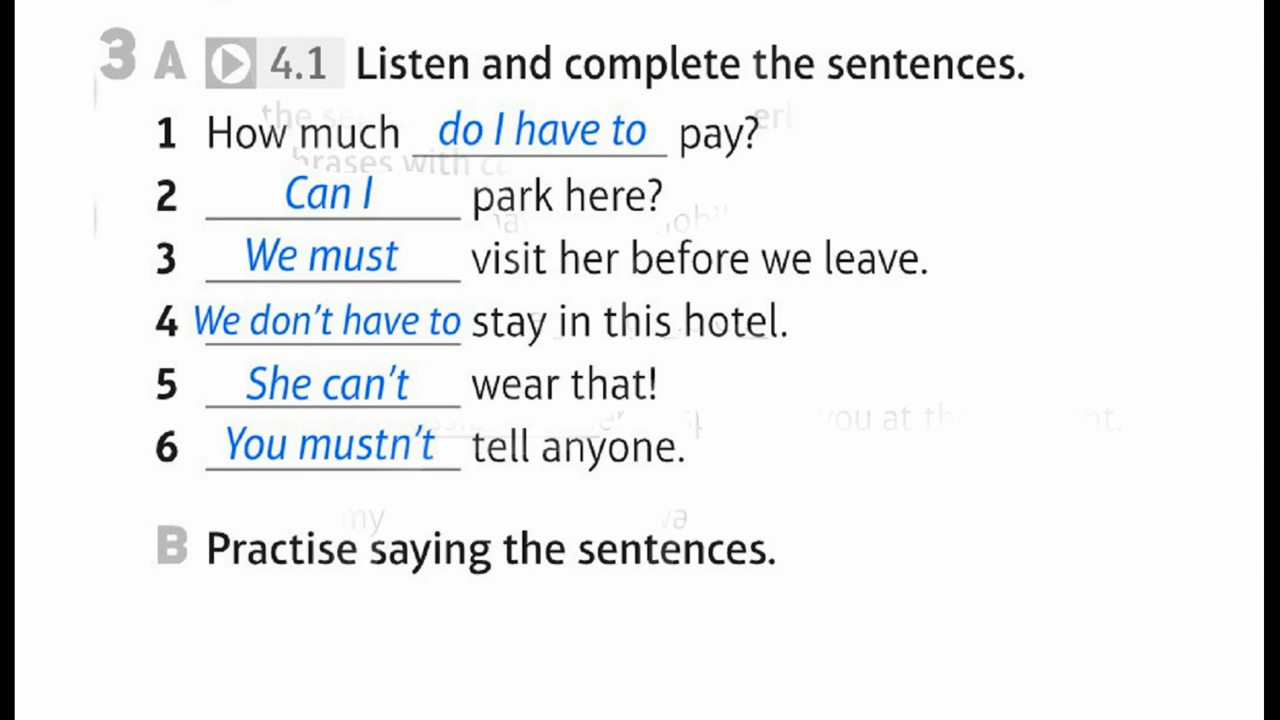 3 A 4.1 Listen and complete the sentences.
1 How much do I have to pay?
2 Can I park here?
3 We must visit her before we leave.
4 We don't have to stay in this hotel.
5 She can't wear that!
6 You mustn't tell anyone.
B Practise saying the sentences.